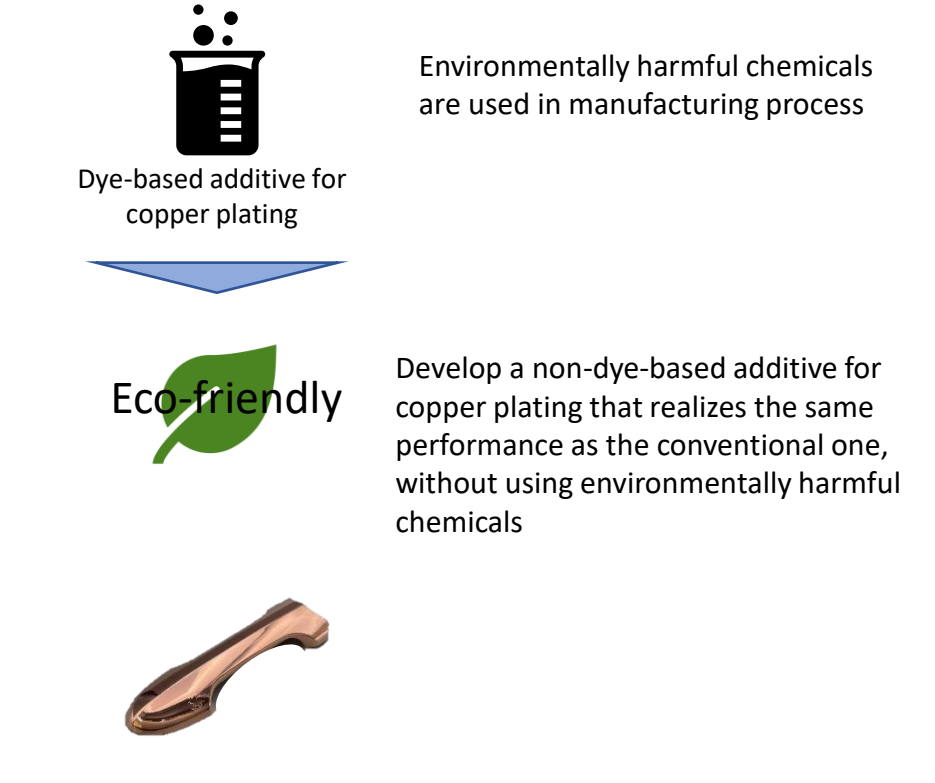 Environmentally harmful chemicals
are used in manufacturing process
Dye-based additive for
copper plating
Eco-friendly
Develop a non-dye-based additive for
copper plating that realizes the same
performance as the conventional one,
without using environmentally harmful
chemicals